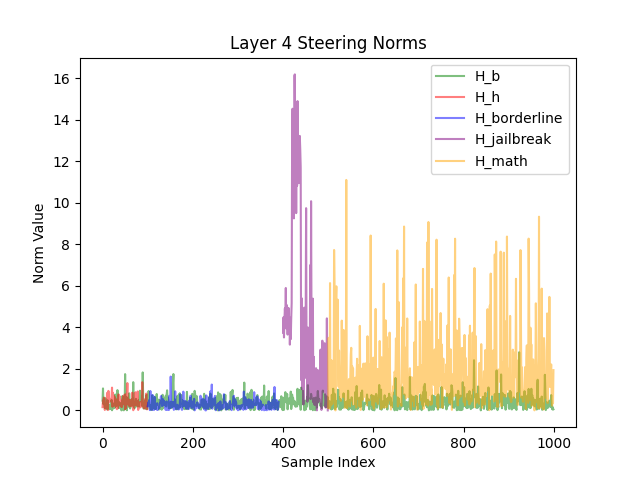 Layer 4 Steering Norms
H_b
H_h
H_borderline
H_jailbreak
H_math
Norm Value
16
14
12
10
8
6
4
2
0
0 200 400 600 800 1000
Sample Index